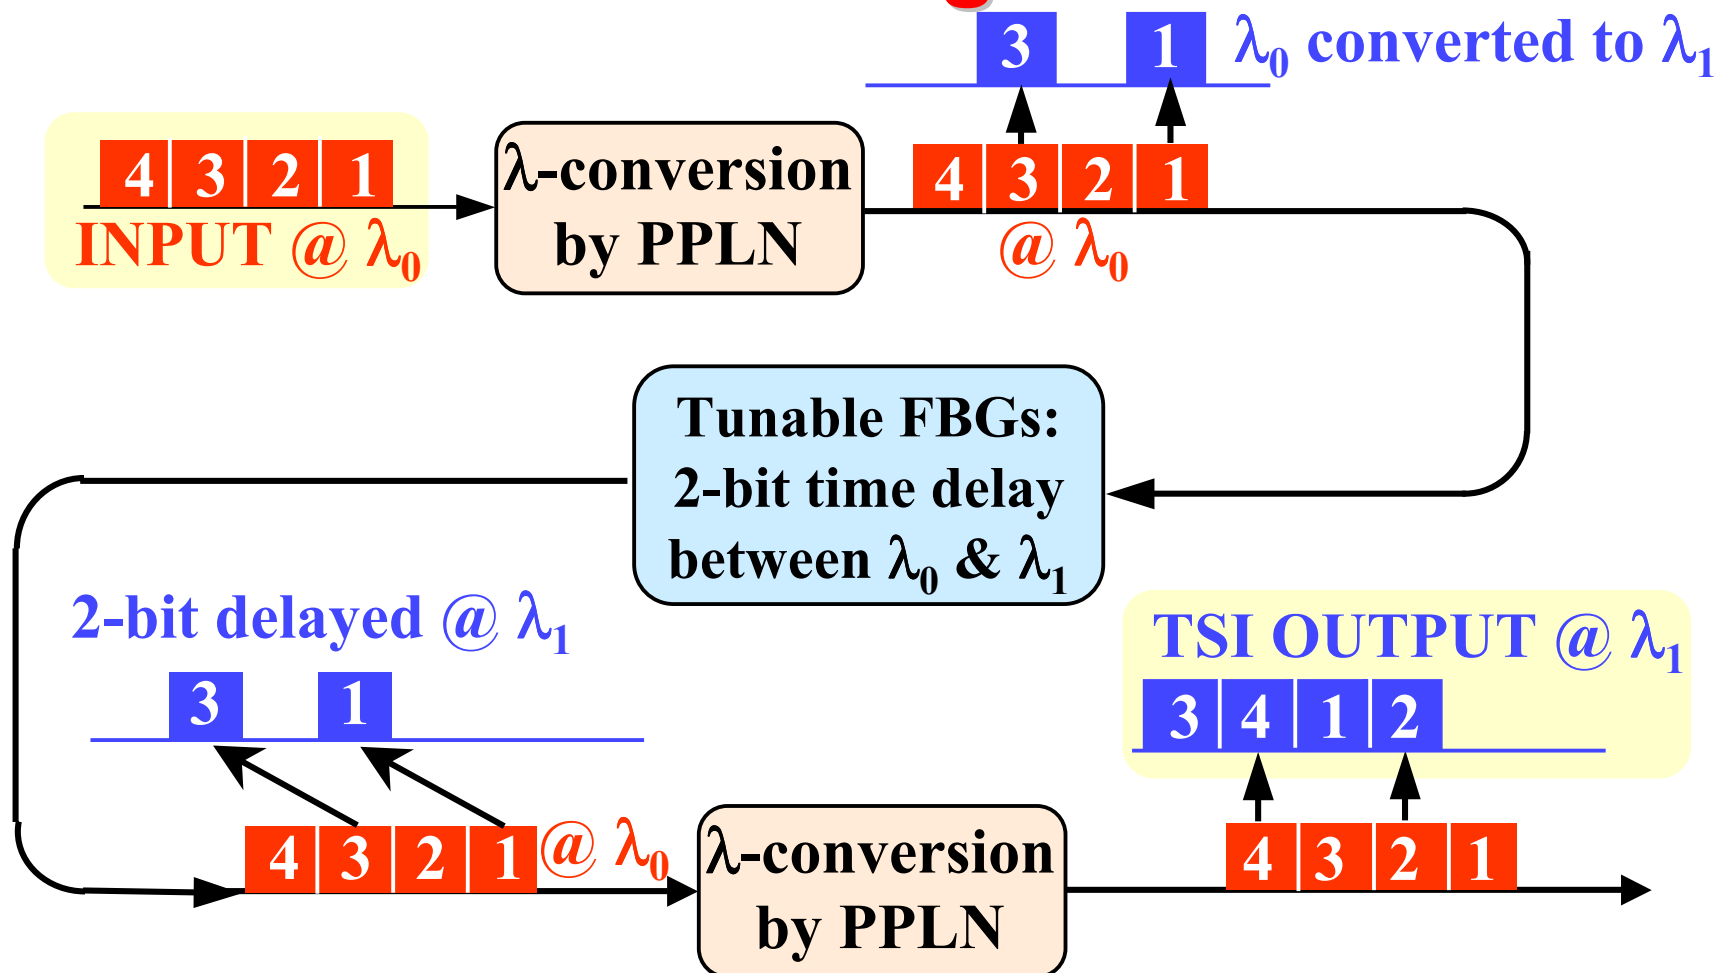 3 1 λ₀ converted to λ₁
4 3 2 1
INPUT @ λ₀
λ-conversion
by PPLN
4 3 2 1
@ λ₀
Tunable FBGs:
2-bit time delay
between λ₀ & λ₁
2-bit delayed @ λ₁
3 1
4 3 2 1 @ λ₀
λ-conversion
by PPLN
TSI OUTPUT @ λ₁
3 4 1 2
4 3 2 1